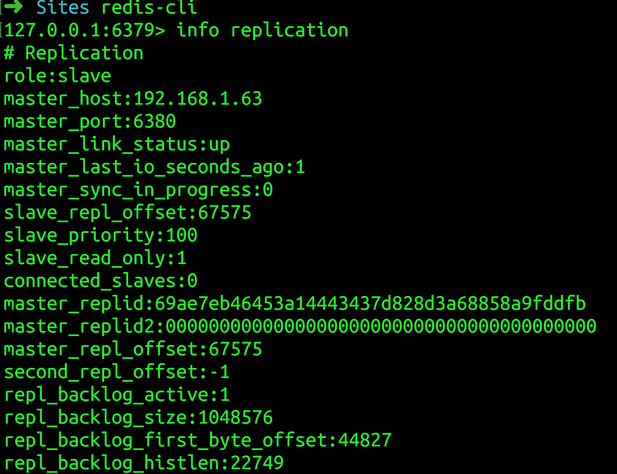 ➜ Sites redis-cli
127.0.0.1:6379> info replication
# Replication
role:slave
master_host:192.168.1.63
master_port:6380
master_link_status:up
master_last_io_seconds_ago:1
master_sync_in_progress:0
slave_repl_offset:67575
slave_priority:100
slave_read_only:1
connected_slaves:0
master_replid:69ae7eb46453a14443437d828d3a68858a9fddfb
master_replid2:0000000000000000000000000000000000000000
master_repl_offset:67575
second_repl_offset:-1
repl_backlog_active:1
repl_backlog_size:1048576
repl_backlog_first_byte_offset:44827
repl_backlog_histlen:22749